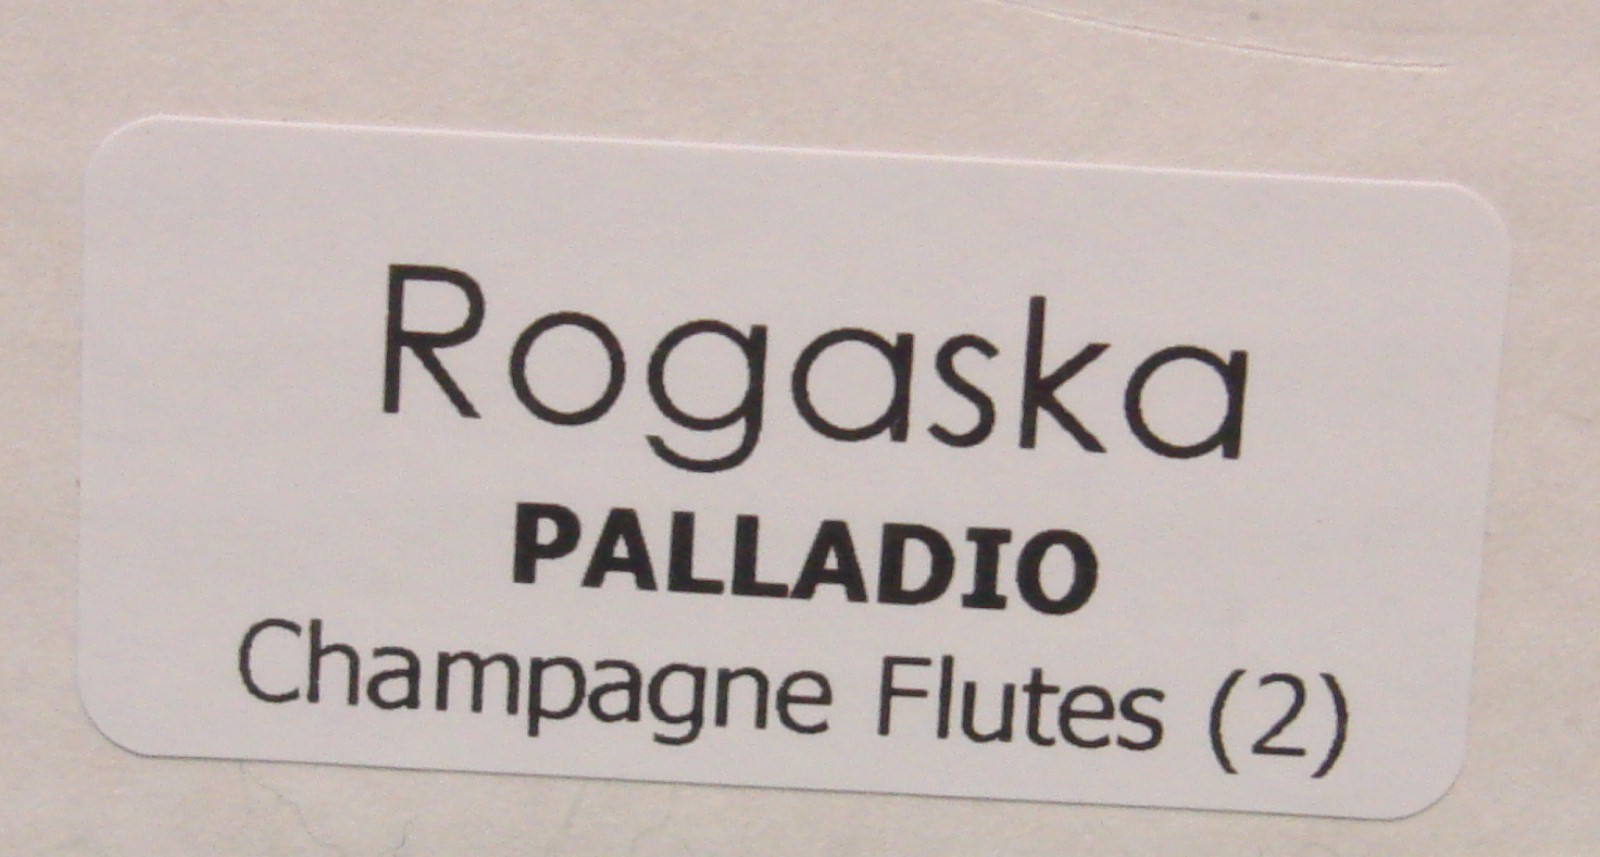 Rogaska
PALLADIO
Champagne Flutes (2)